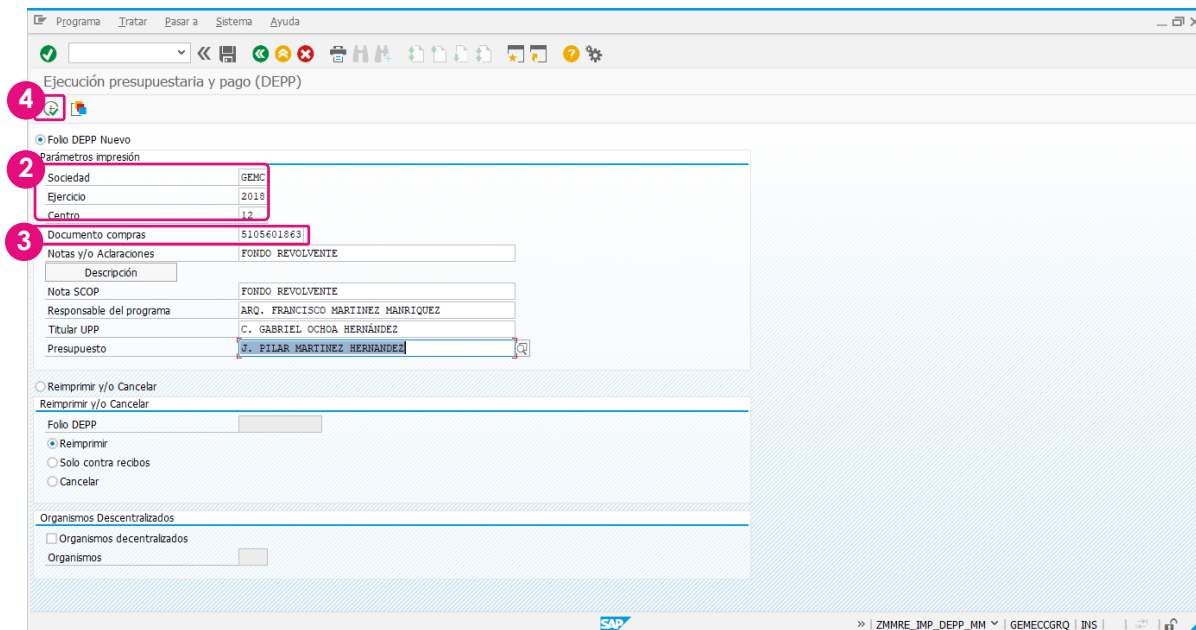 Programa Tratar Pasar a Sistema Ayuda
Ejecución presupuestaria y pago (DEPP)
4
Folio DEPP Nuevo
Parámetros impresión
2
Sociedad GEMC
Ejercicio 2018
Centro 12
3
Documento compras 5105601863
Notas y/o Aclaraciones FONDO REVOLVENTE
Descripción
Nota SCOP FONDO REVOLVENTE
Responsable del programa ARQ. FRANCISCO MARTINEZ MANRIQUEZ
Titular UPP C. GABRIEL OCHOA HERNÁNDEZ
Presupuesto J. PILAR MARTINEZ HERNANDEZ
Reimprimir y/o Cancelar
Reimprimir y/o Cancelar
Folio DEPP
Reimprimir
Solo contra recibos
Cancelar
Organismos Descentralizados
Organismos decentralizados
Organismos
SAP » | ZMMRE_IMP_DEPP_MM | GEMECCGRQ | INS |